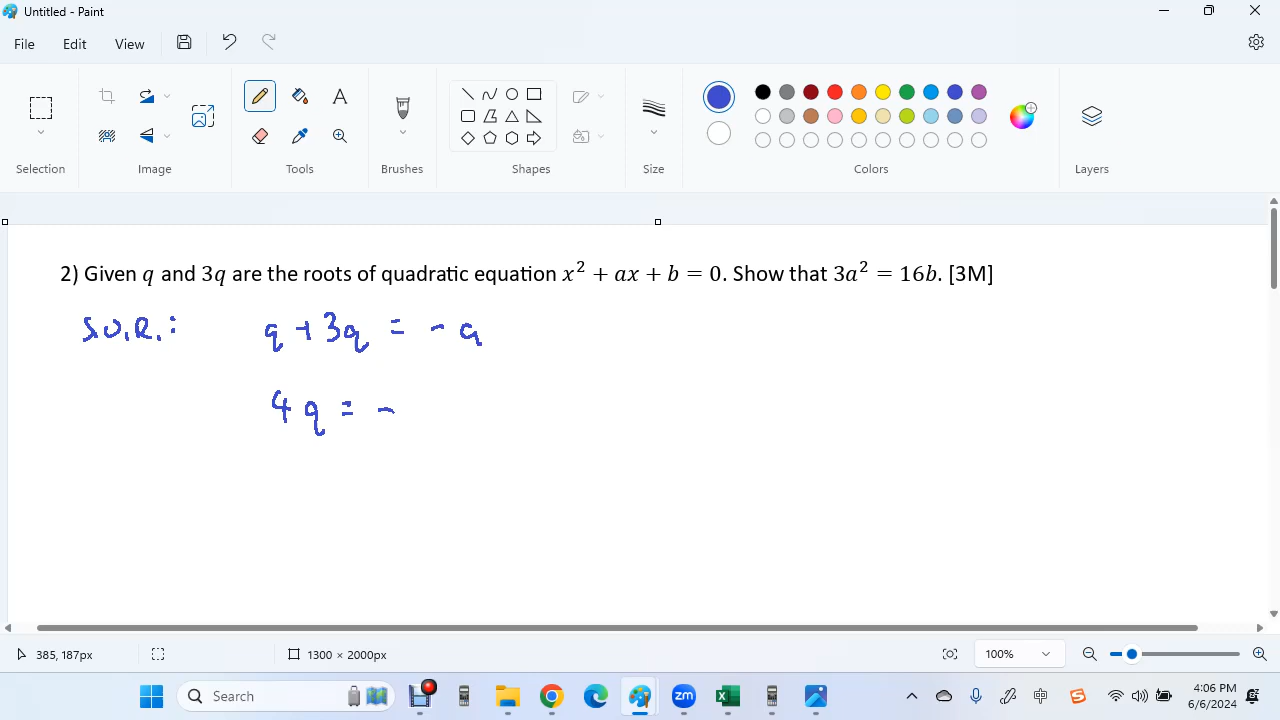 Untitled - Paint
File Edit View
Selection Image Tools Brushes Shapes Size Colors Layers
2) Given q and 3q are the roots of quadratic equation x² + ax + b = 0. Show that 3a² = 16b. [3M]
S.O.R.: q + 3q = - a
4q = -
385, 187px 1300 × 2000px 100%
Search 中 4:06 PM
6/6/2024